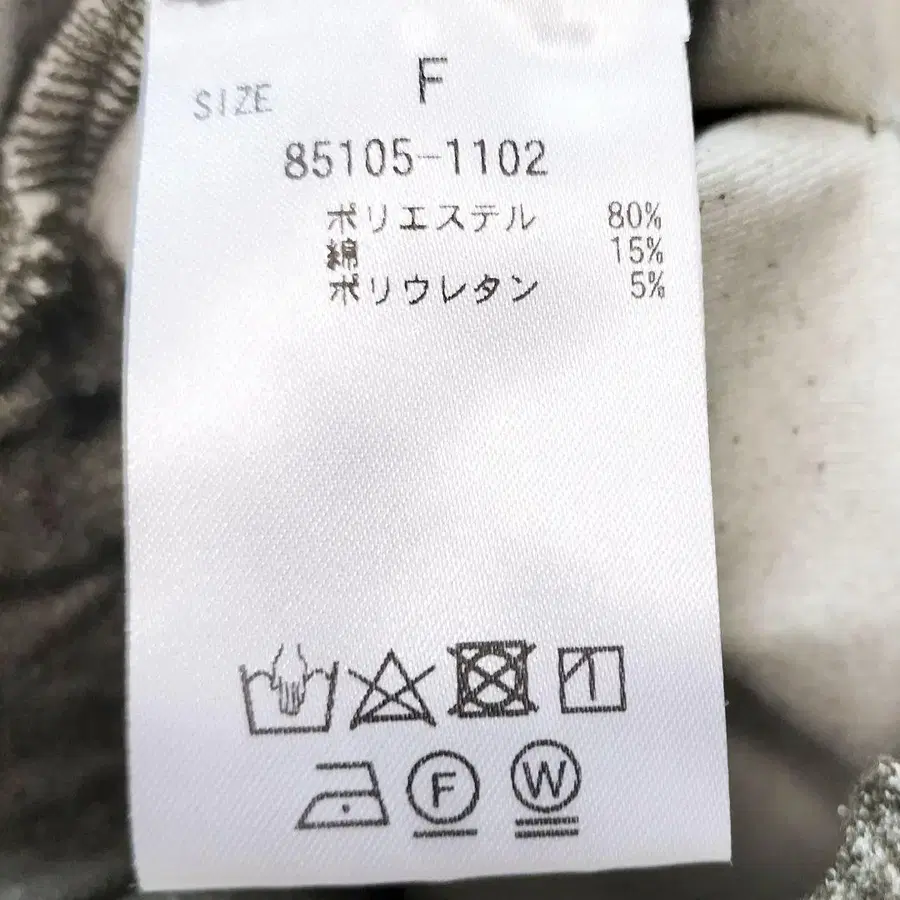 SIZE F
85105-1102
ポリエステル 80%
綿 15%
ポリウレタン 5%
F W